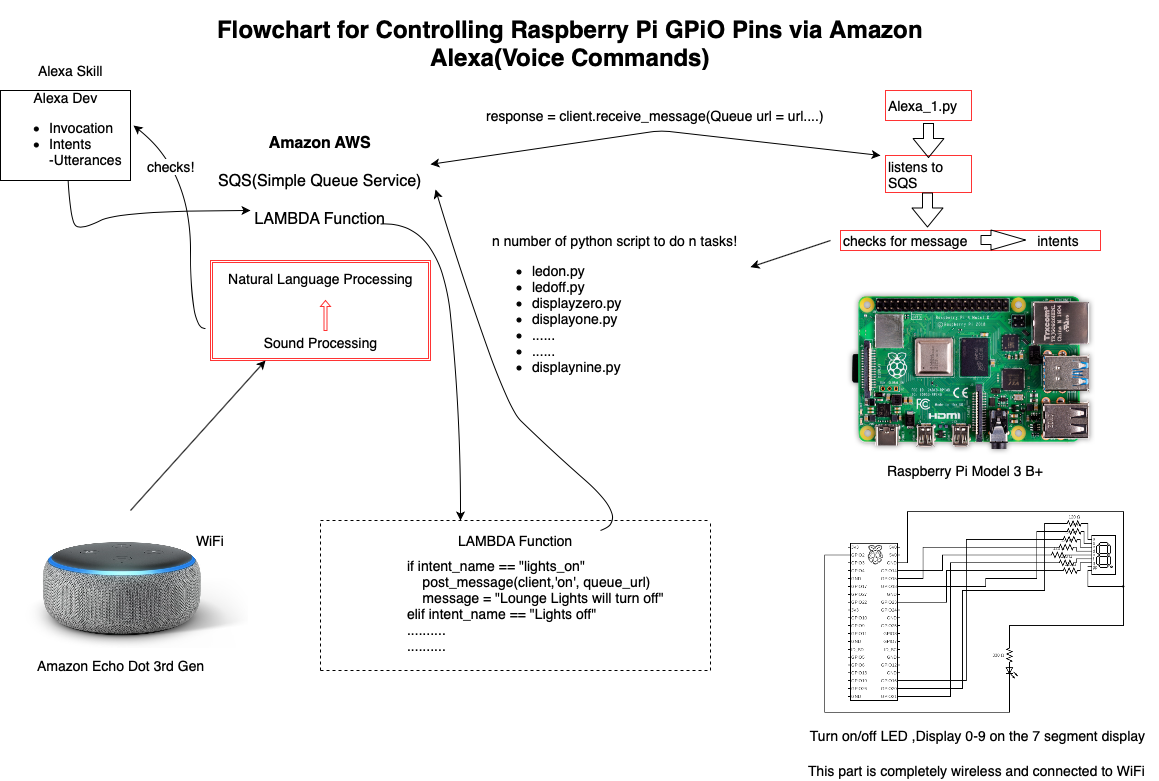 Flowchart for Controlling Raspberry Pi GPiO Pins via Amazon
Alexa(Voice Commands)
Alexa Skill
Alexa Dev
• Invocation
• Intents
-Utterances
checks!
Amazon AWS
SQS(Simple Queue Service)
LAMBDA Function
response = client.receive_message(Queue url = url....)
Alexa_1.py
listens to
SQS
checks for message
intents
n number of python script to do n tasks!
• ledon.py
• ledoff.py
• displayzero.py
• displayone.py
• ......
• ......
• displaynine.py
Natural Language Processing
Sound Processing
HDMI
FCC
CE
Raspberry Pi Model 3 B+
WiFi
Amazon Echo Dot 3rd Gen
LAMBDA Function
if intent_name == "lights_on"
post_message(client,'on', queue_url)
message = "Lounge Lights will turn off"
elif intent_name == "Lights off"
..........
..........
Turn on/off LED ,Display 0-9 on the 7 segment display
This part is completely wireless and connected to WiFi